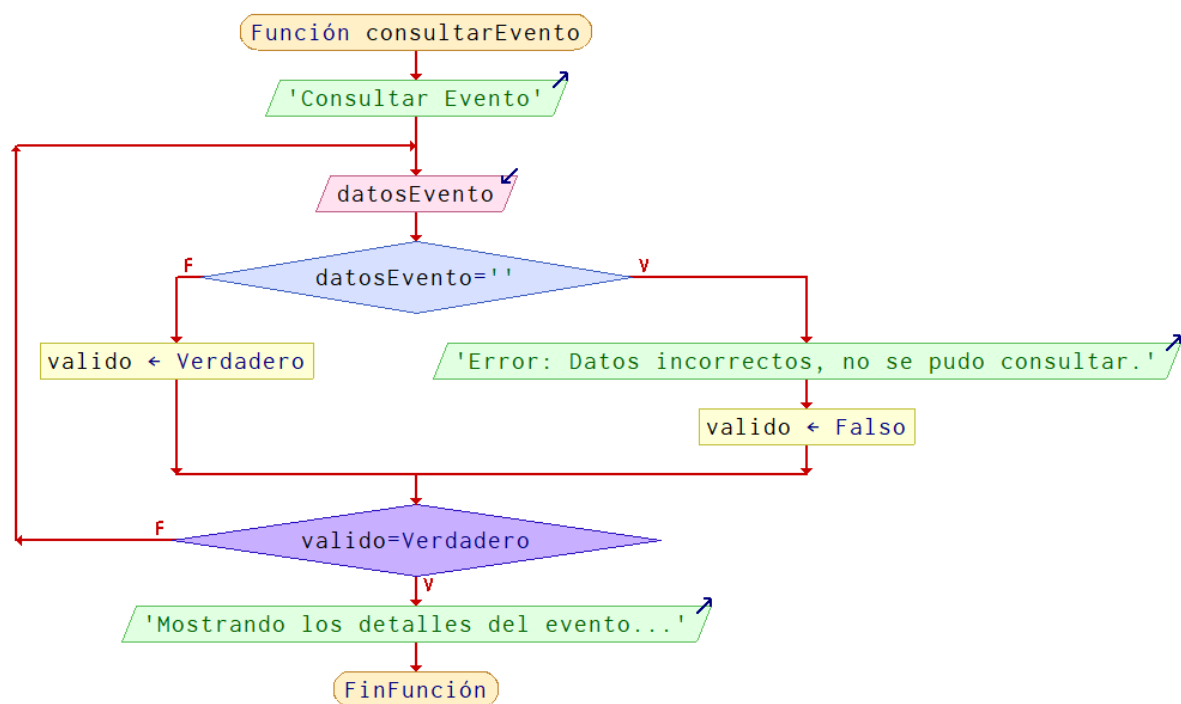 Función consultarEvento
'Consultar Evento'
datosEvento
F
V
datosEvento=''
valido ← Verdadero
'Error: Datos incorrectos, no se pudo consultar.'
valido ← Falso
F
valido=Verdadero
V
'Mostrando los detalles del evento...'
FinFunción